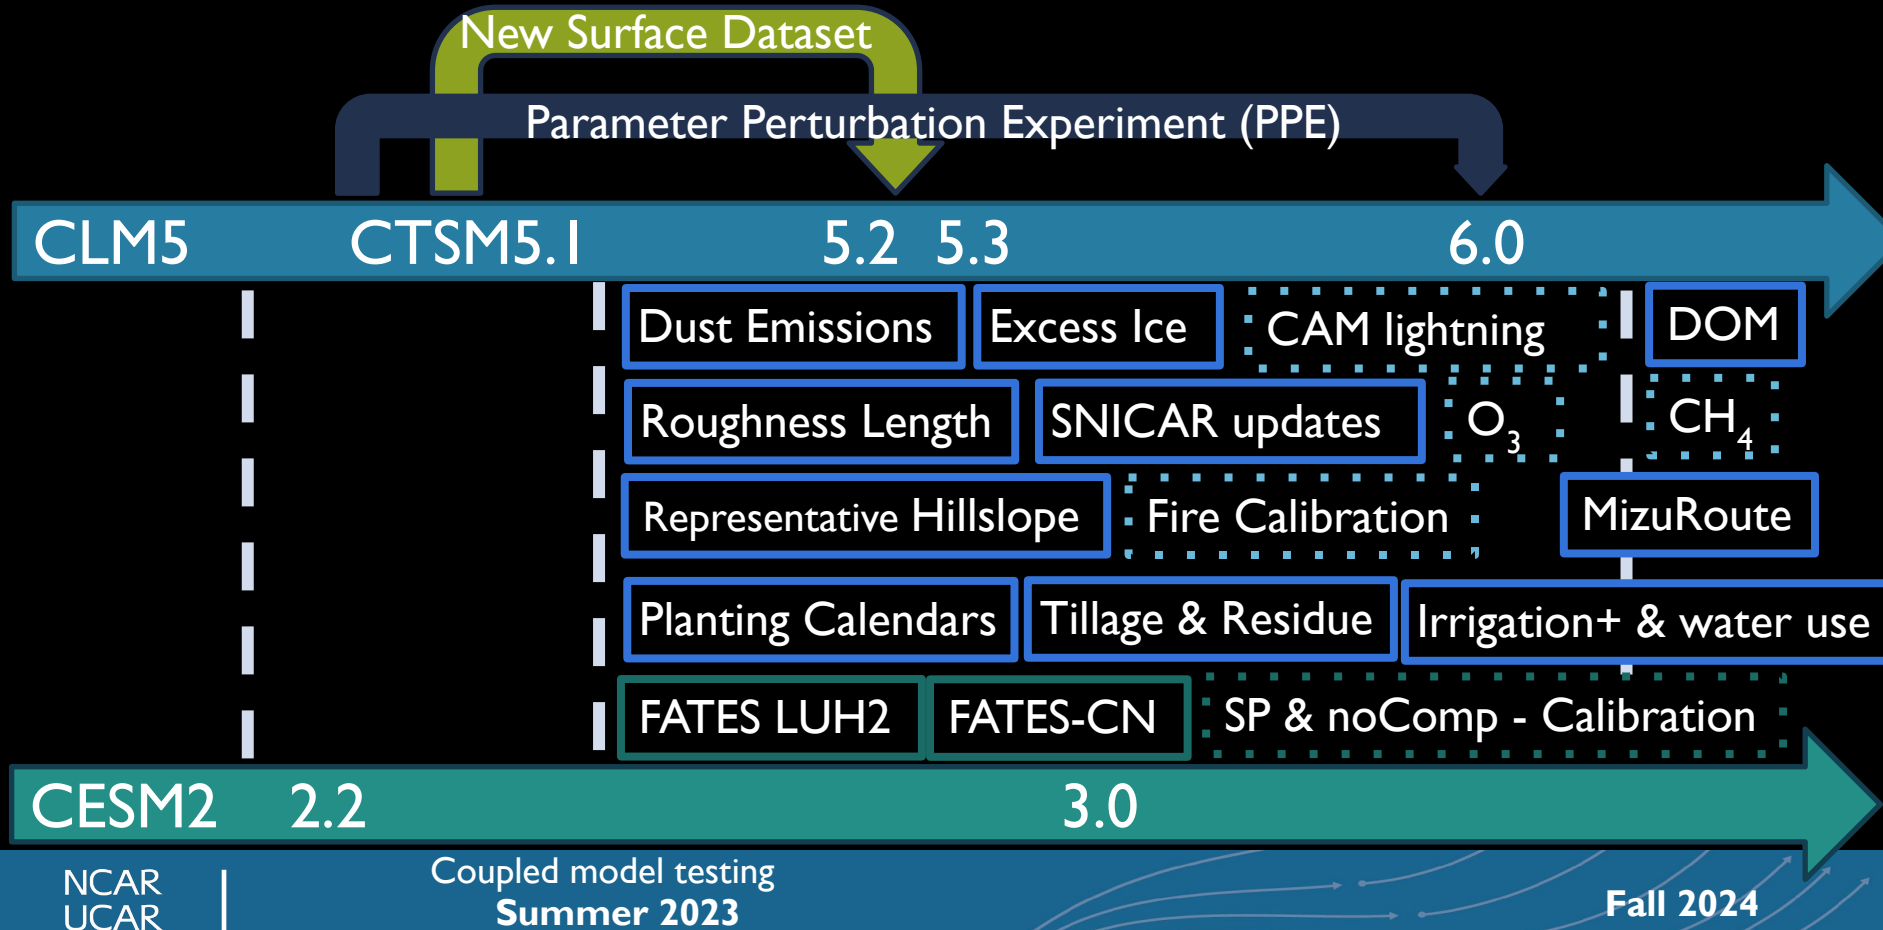 New Surface Dataset
Parameter Perturbation Experiment (PPE)
CLM5 CTSM5.1 5.2 5.3 6.0
Dust Emissions Excess Ice CAM lightning DOM
Roughness Length SNICAR updates O₃ CH₄
Representative Hillslope Fire Calibration MizuRoute
Planting Calendars Tillage & Residue Irrigation+ & water use
FATES LUH2 FATES-CN SP & noComp - Calibration
CESM2 2.2 3.0
NCAR
UCAR
Coupled model testing
Summer 2023
Fall 2024